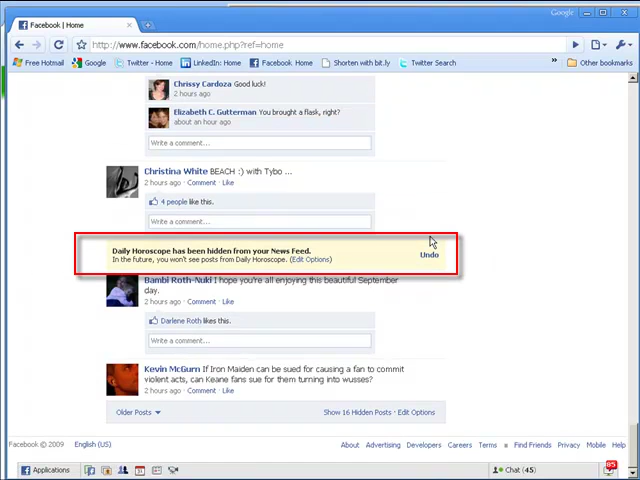 Google
Facebook | Home
http://www.facebook.com/home.php?ref=home
Free Hotmail Google Twitter - Home LinkedIn: Home Facebook Home Shorten with bit.ly Twitter Search » Other bookmarks
Chrissy Cardoza Good luck!
2 hours ago
Elizabeth C. Gutterman You brought a flask, right?
about an hour ago
Write a comment...
Christina White BEACH :) with Tybo ...
2 hours ago · Comment · Like
4 people like this.
Write a comment...
Daily Horoscope has been hidden from your News Feed.
In the future, you won't see posts from Daily Horoscope. (Edit Options)
Undo
Bambi Roth-Nuki I hope you're all enjoying this beautiful September
day.
2 hours ago · Comment · Like
Darlene Roth likes this.
Write a comment...
Kevin McGurn If Iron Maiden can be sued for causing a fan to commit
violent acts, can Keane fans sue for them turning into wusses?
2 hours ago · Comment · Like
Older Posts Show 16 Hidden Posts · Edit Options
Facebook © 2009 English (US) About Advertising Developers Careers Terms Find Friends Privacy Mobile Help
Applications Chat (45) 85